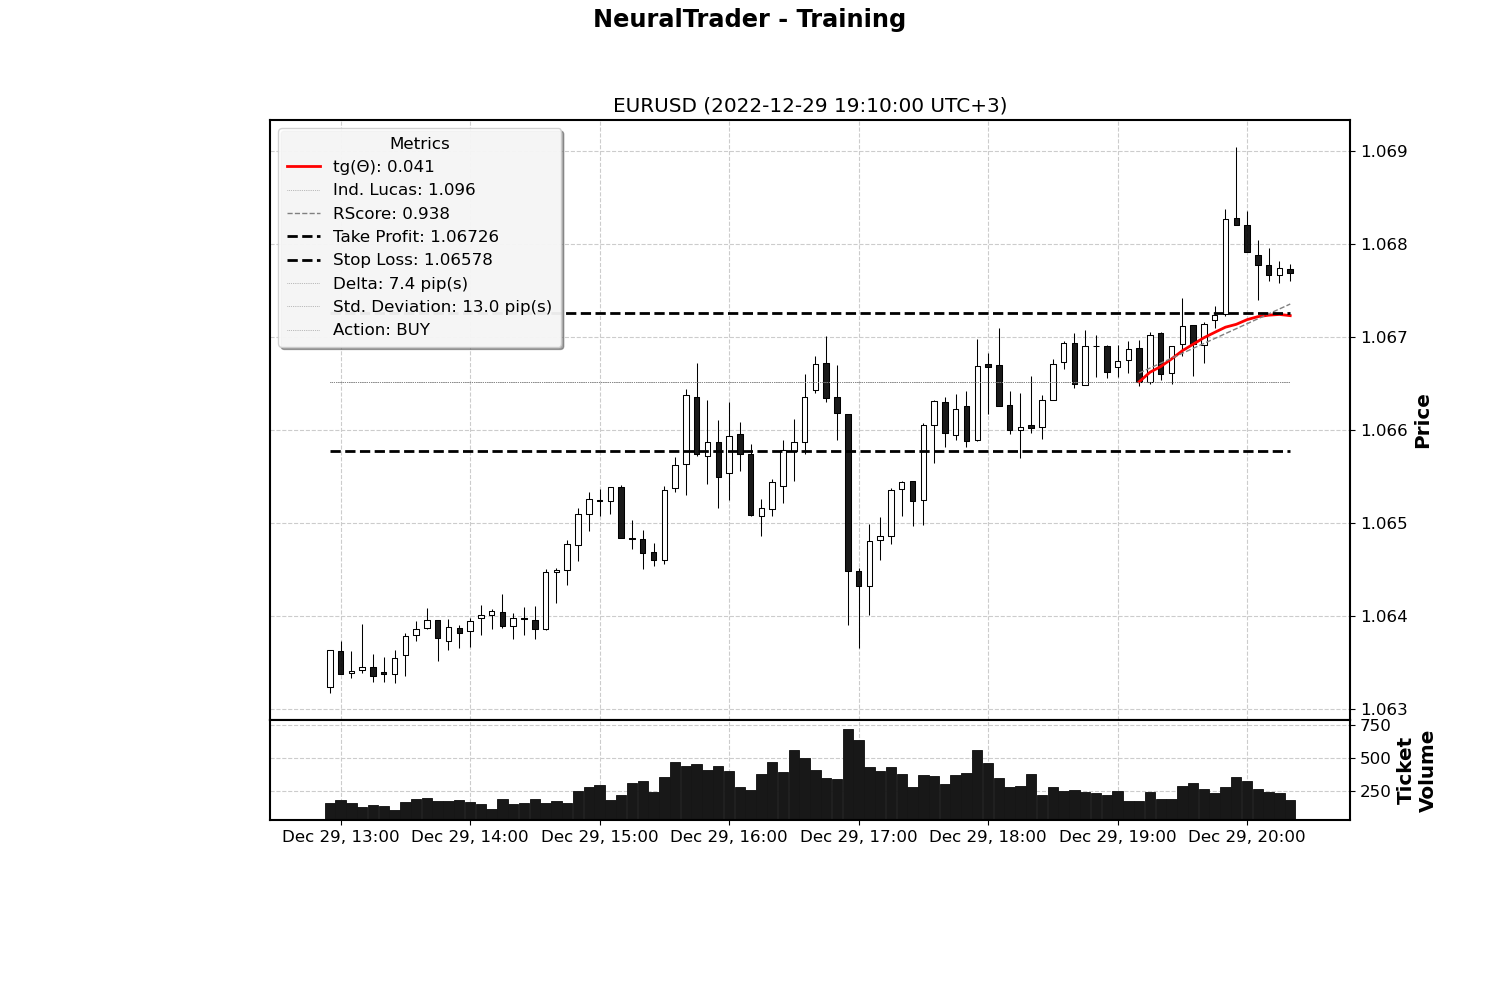 NeuralTrader - Training
EURUSD (2022-12-29 19:10:00 UTC+3)
Metrics
tg(Θ): 0.041
Ind. Lucas: 1.096
RScore: 0.938
Take Profit: 1.06726
Stop Loss: 1.06578
Delta: 7.4 pip(s)
Std. Deviation: 13.0 pip(s)
Action: BUY
1.069
1.068
1.067
1.066
1.065
1.064
1.063
Price
750
500
250
Ticket
Volume
Dec 29, 13:00 Dec 29, 14:00 Dec 29, 15:00 Dec 29, 16:00 Dec 29, 17:00 Dec 29, 18:00 Dec 29, 19:00 Dec 29, 20:00